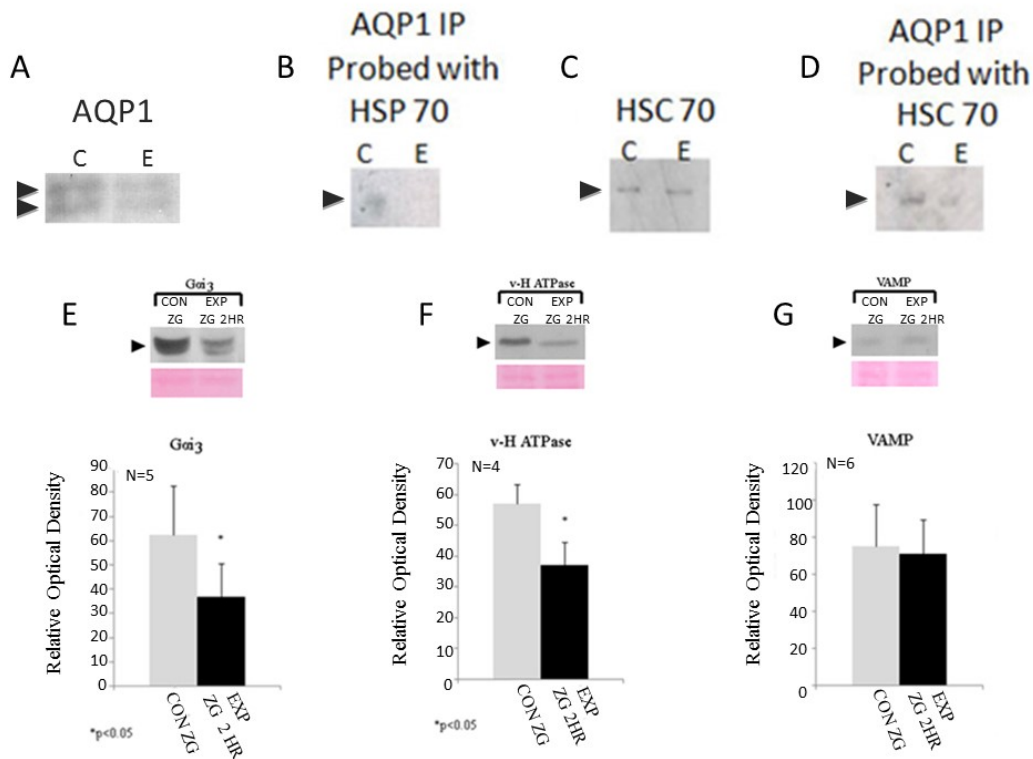 A
AQP1
C E
B
AQP1 IP
Probed with
HSP 70
C E
C
HSC 70
C E
D
AQP1 IP
Probed with
HSC 70
C E
E
Gαi3
CON EXP
ZG ZG 2HR
F
v-H ATPase
CON EXP
ZG ZG 2HR
G
VAMP
CON EXP
ZG ZG 2HR
Gαi3
N=5
Relative Optical Density
90
80
70
60
50
40
30
20
10
0
*
CON ZG
EXP
ZG 2 HR
*p<0.05
v-H ATPase
N=4
Relative Optical Density
70
60
50
40
30
20
10
0
*
CON ZG
EXP
ZG 2HR
*p<0.05
VAMP
N=6
Relative Optical Density
120
100
80
60
40
20
0
CON ZG
EXP
ZG 2HR